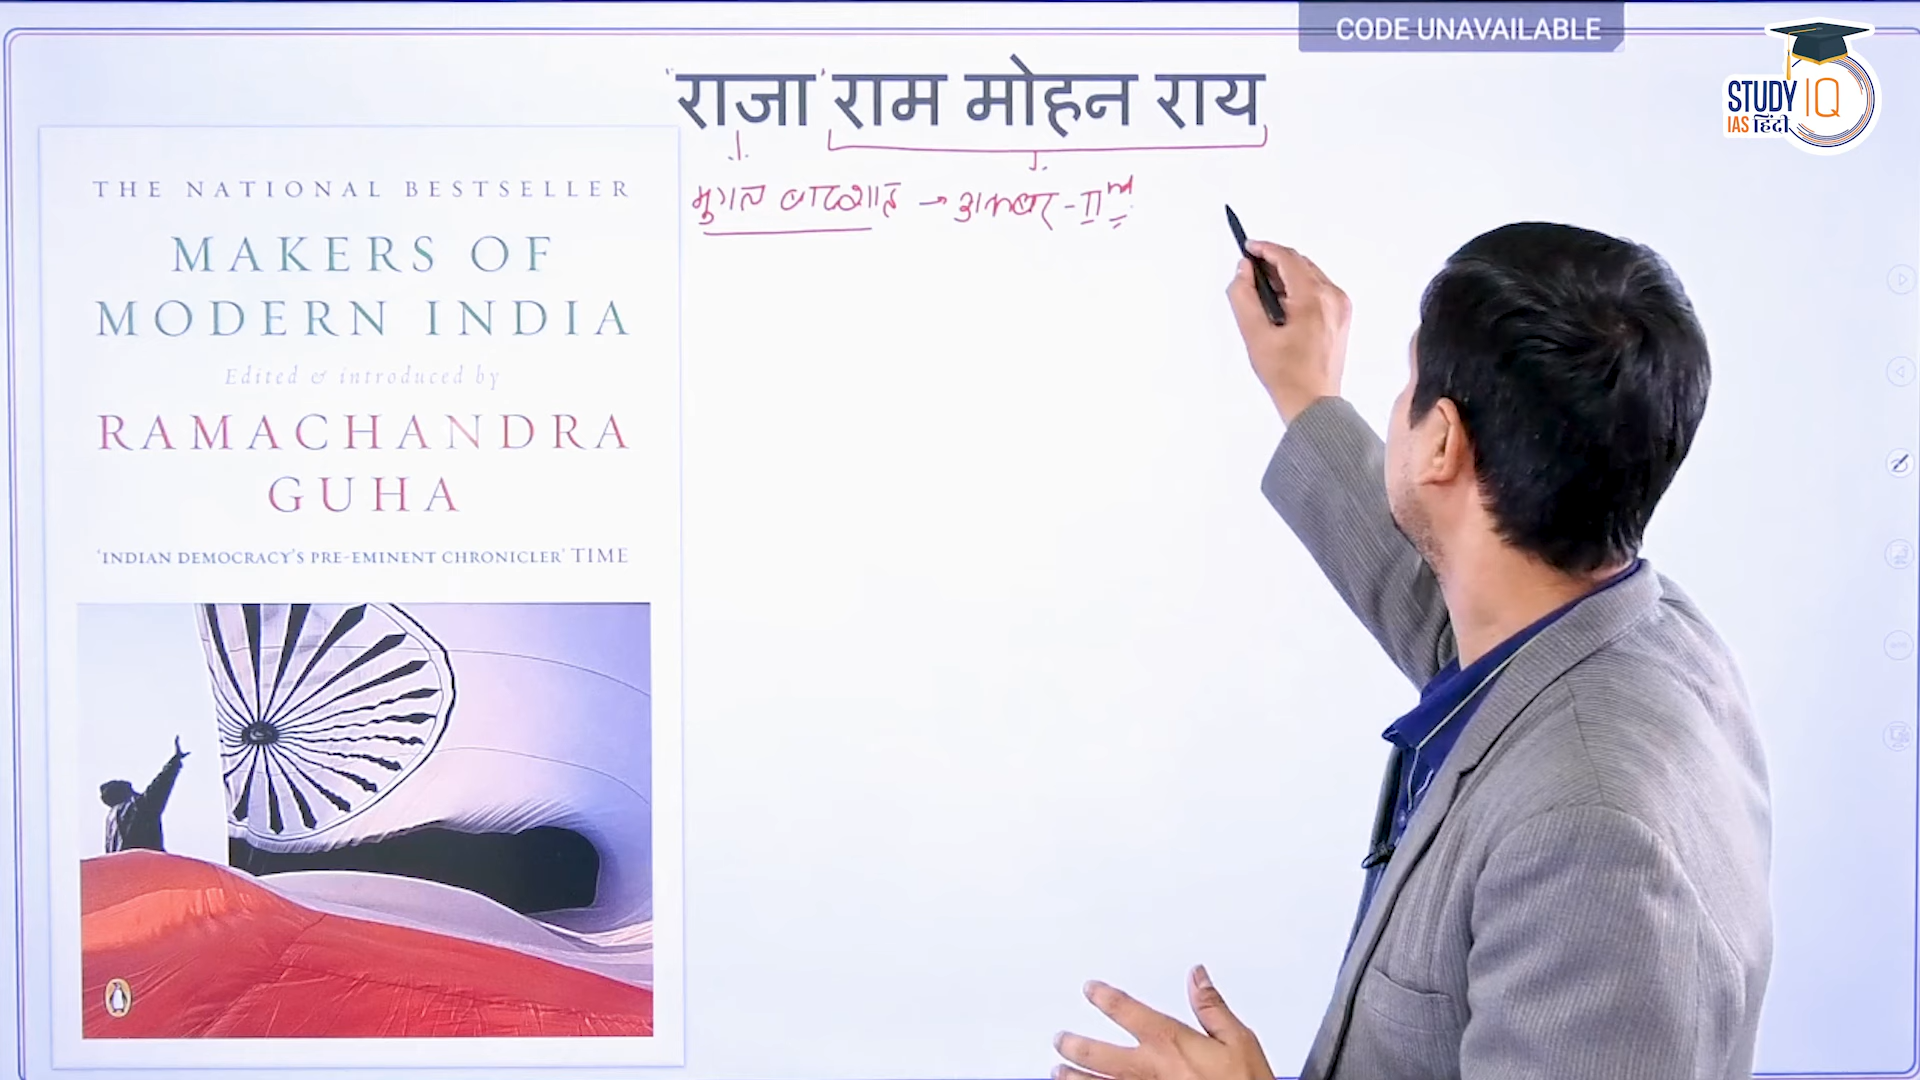 CODE UNAVAILABLE
STUDY IQ
IAS हिंदी
'राजा' राम मोहन राय
मुगल बादशाह → अकबर - IInd
THE NATIONAL BESTSELLER
MAKERS OF
MODERN INDIA
Edited & introduced by
RAMACHANDRA
GUHA
'INDIAN DEMOCRACY'S PRE-EMINENT CHRONICLER' TIME